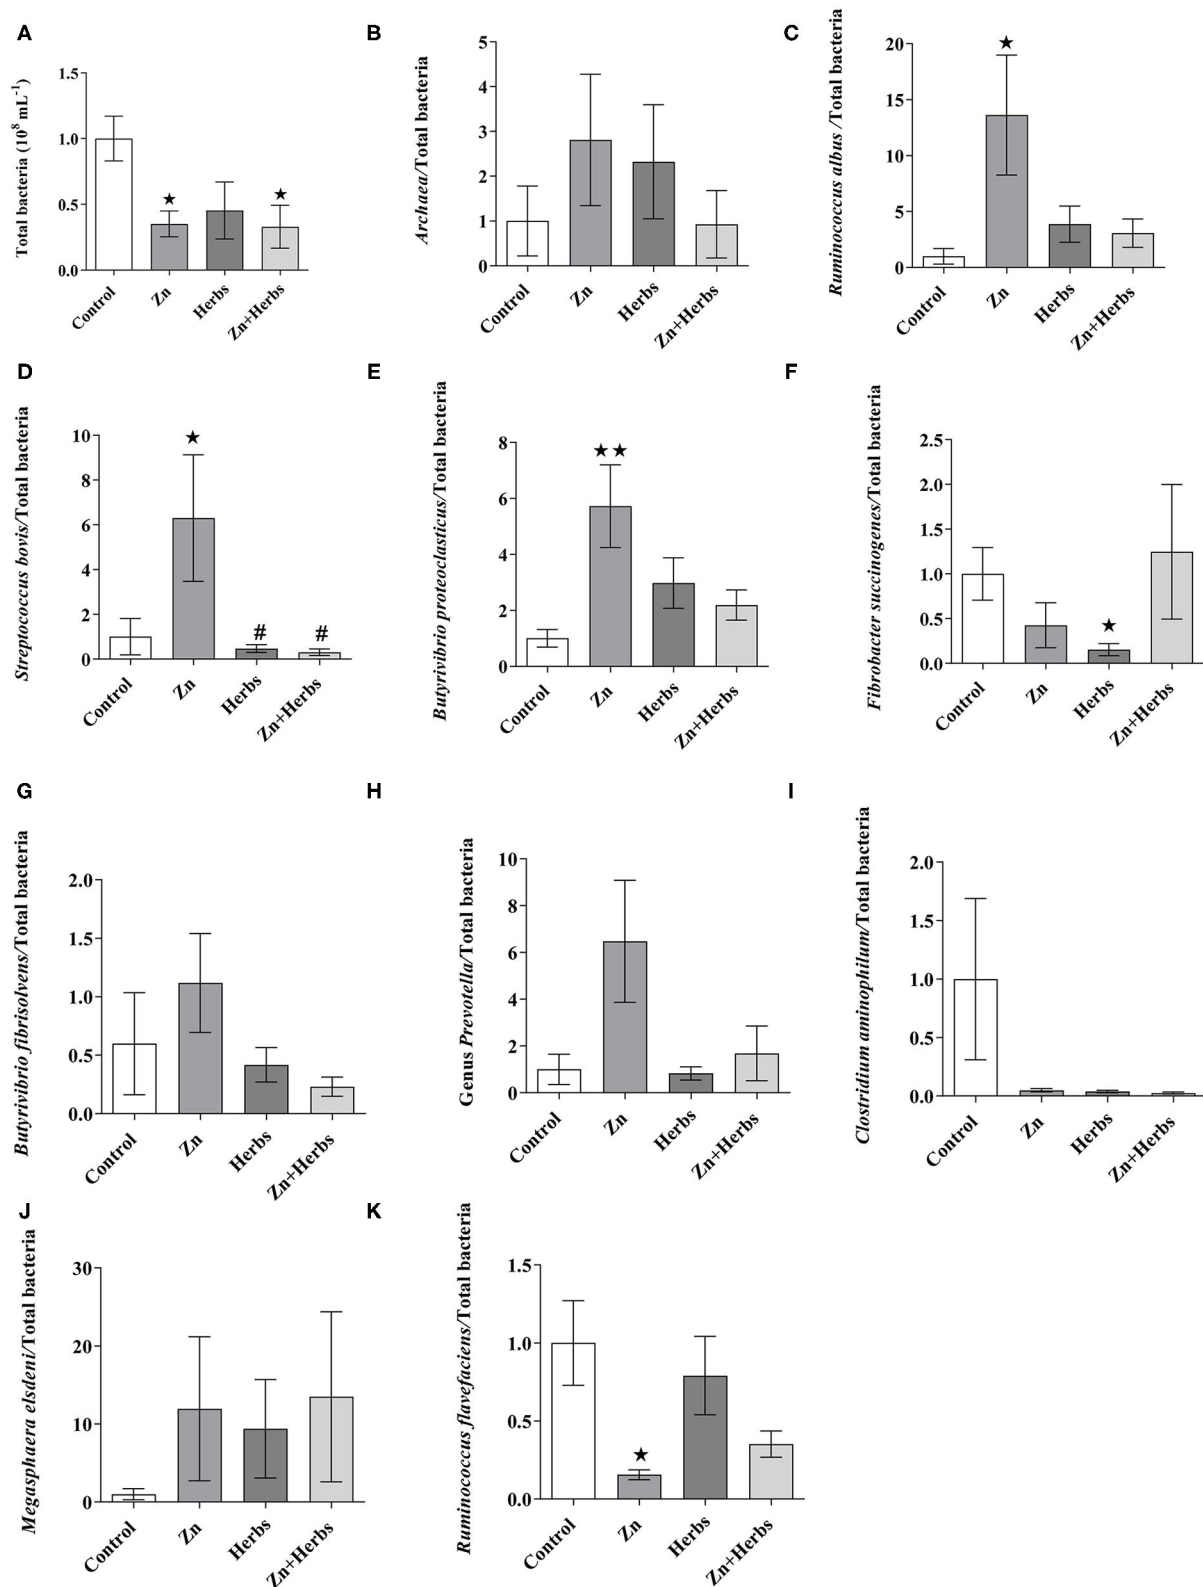 A
Total bacteria (10⁸ mL⁻¹)
1.5
1.0
0.5
0.0
★
★
Control
Zn
Herbs
Zn+Herbs
B
Archaea/Total bacteria
5
4
3
2
1
0
Control
Zn
Herbs
Zn+Herbs
C
Ruminococcus albus /Total bacteria
20
15
10
5
0
★
Control
Zn
Herbs
Zn+Herbs
D
Streptococcus bovis/Total bacteria
10
8
6
4
2
0
★
#
#
Control
Zn
Herbs
Zn+Herbs
E
Butyrivibrio proteoclasticus/Total bacteria
8
6
4
2
0
★★
Control
Zn
Herbs
Zn+Herbs
F
Fibrobacter succinogenes/Total bacteria
2.5
2.0
1.5
1.0
0.5
0.0
★
Control
Zn
Herbs
Zn+Herbs
G
Butyrivibrio fibrisolvens/Total bacteria
2.0
1.5
1.0
0.5
0.0
Control
Zn
Herbs
Zn+Herbs
H
Genus Prevotella/Total bacteria
10
8
6
4
2
0
Control
Zn
Herbs
Zn+Herbs
I
Clostridium aminophilum/Total bacteria
2.0
1.5
1.0
0.5
0.0
Control
Zn
Herbs
Zn+Herbs
J
Megasphaera elsdeni/Total bacteria
30
20
10
0
Control
Zn
Herbs
Zn+Herbs
K
Ruminococcus flavefaciens/Total bacteria
1.5
1.0
0.5
0.0
★
Control
Zn
Herbs
Zn+Herbs